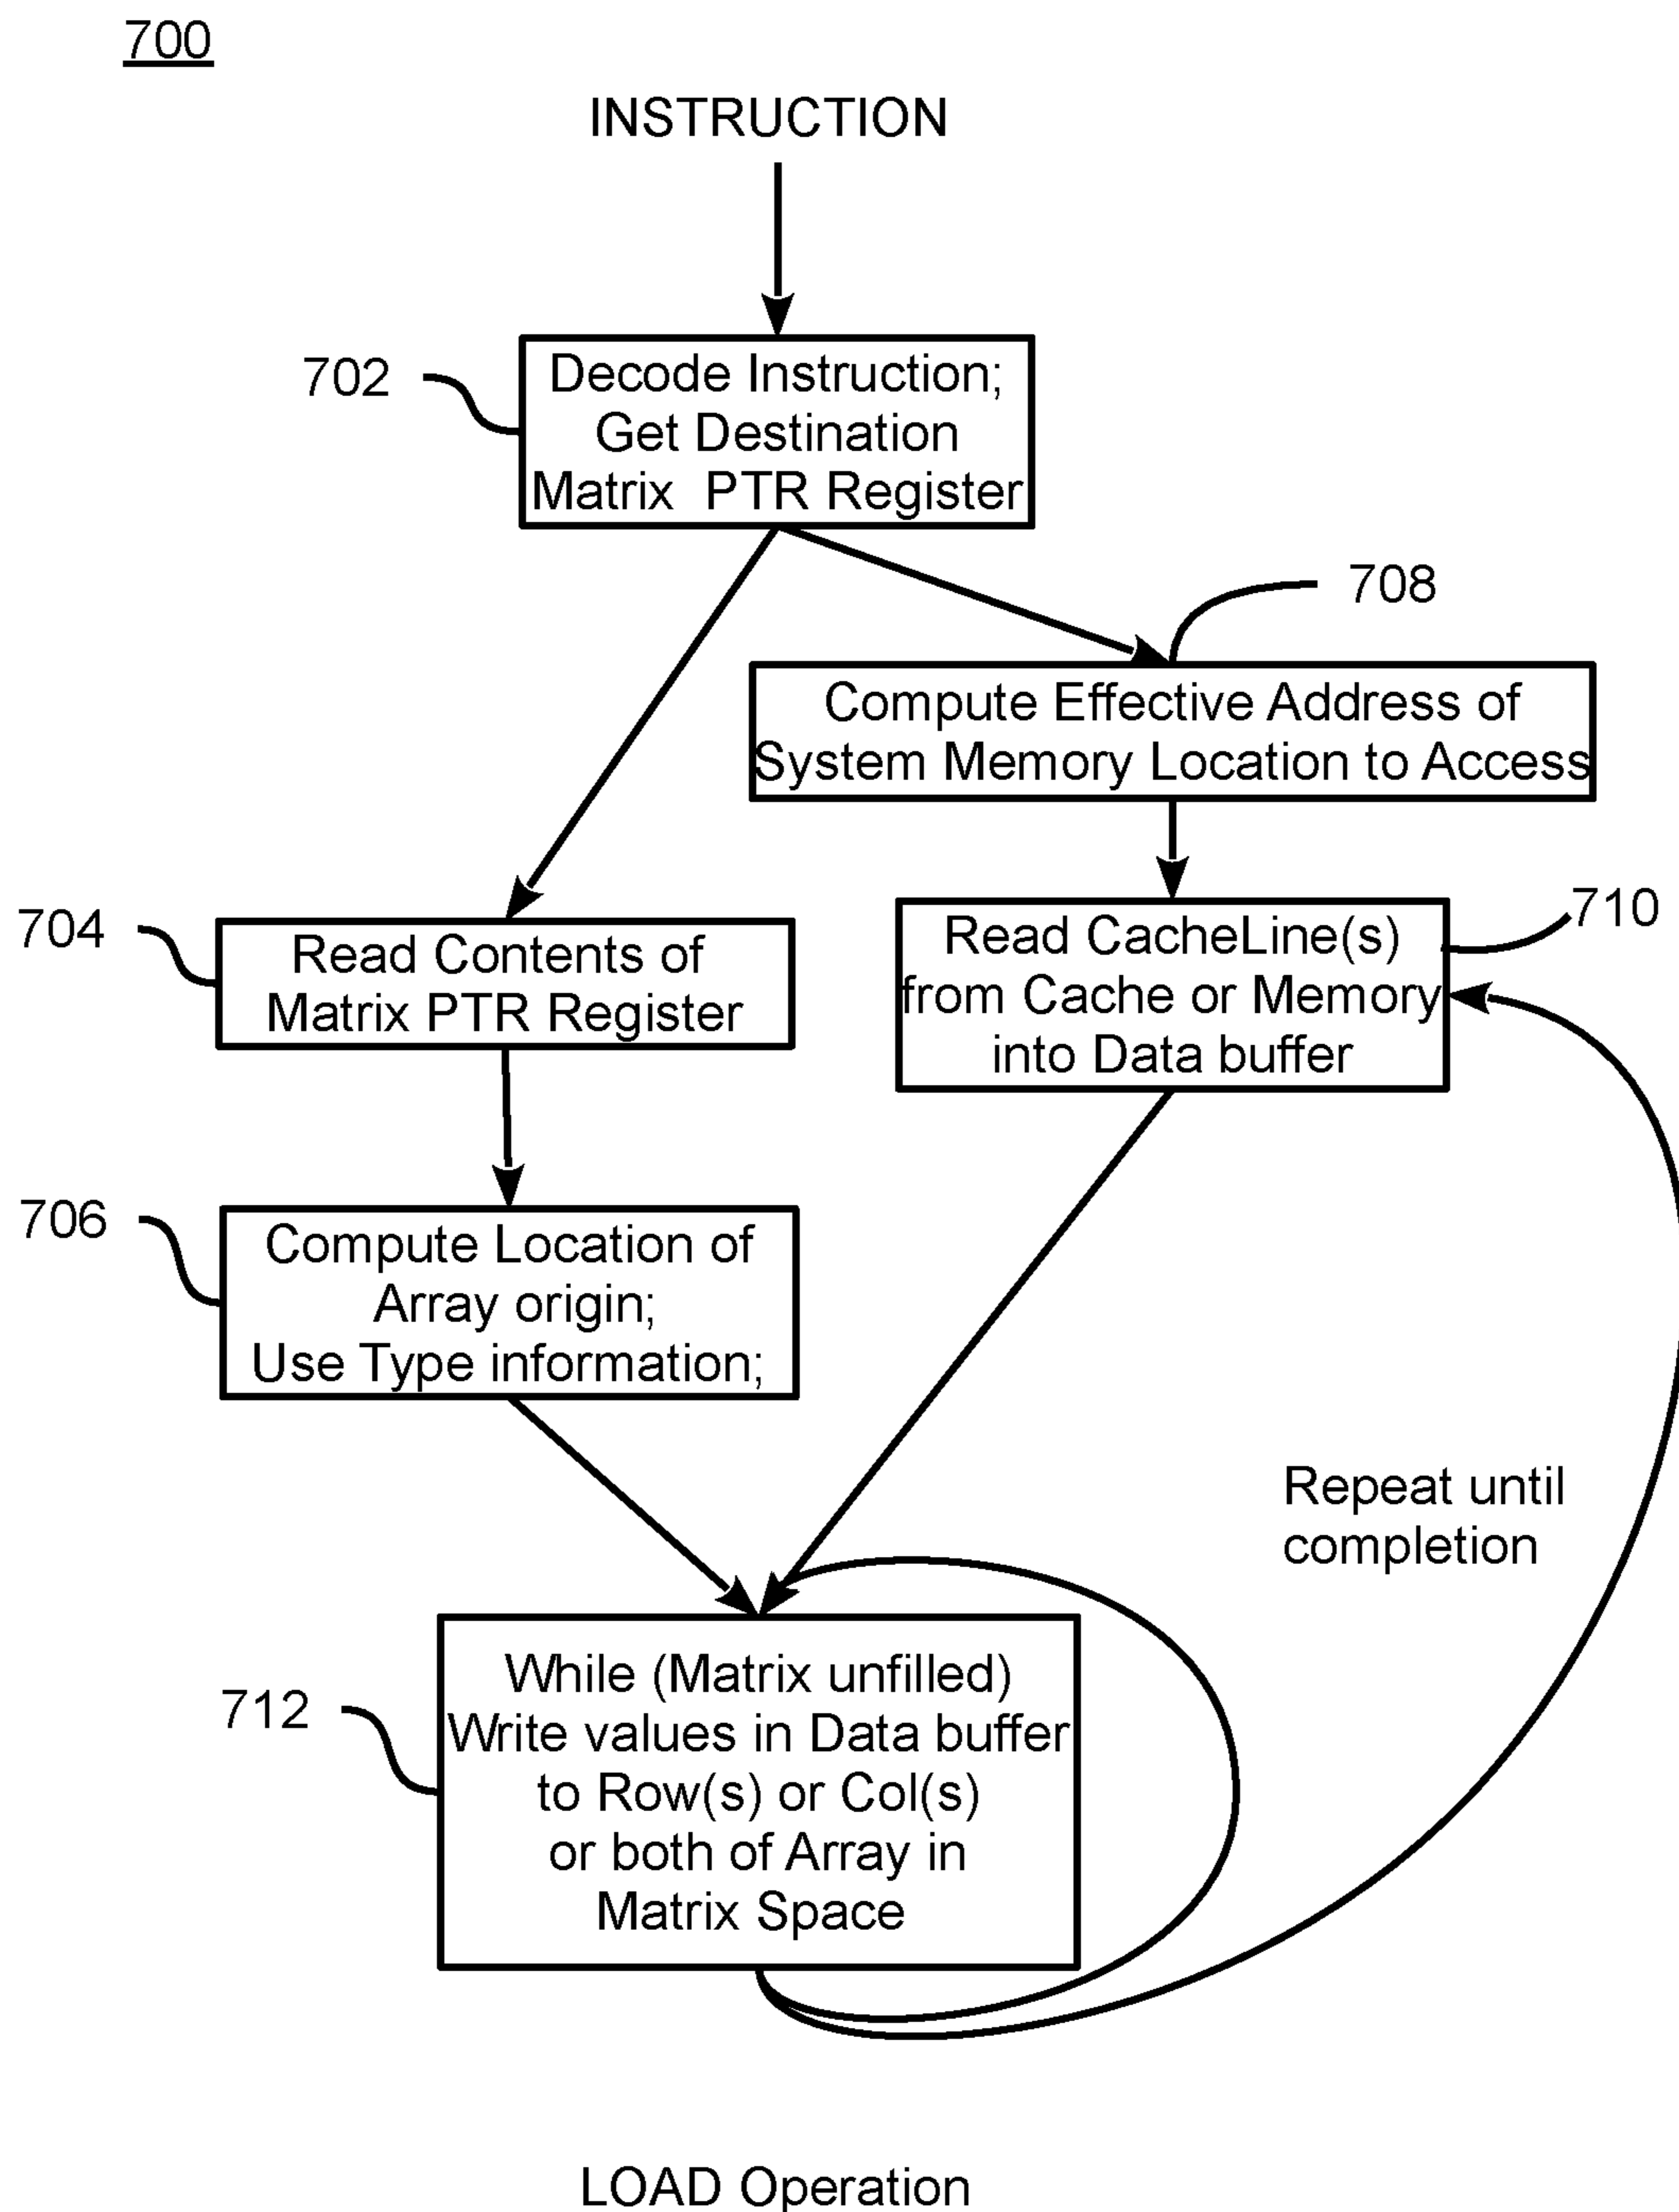 700
INSTRUCTION
702
Decode Instruction;
Get Destination
Matrix PTR Register
708
Compute Effective Address of
System Memory Location to Access
704
Read Contents of
Matrix PTR Register
710
Read CacheLine(s)
from Cache or Memory
into Data buffer
706
Compute Location of
Array origin;
Use Type information;
Repeat until
completion
712
While (Matrix unfilled)
Write values in Data buffer
to Row(s) or Col(s)
or both of Array in
Matrix Space
LOAD Operation